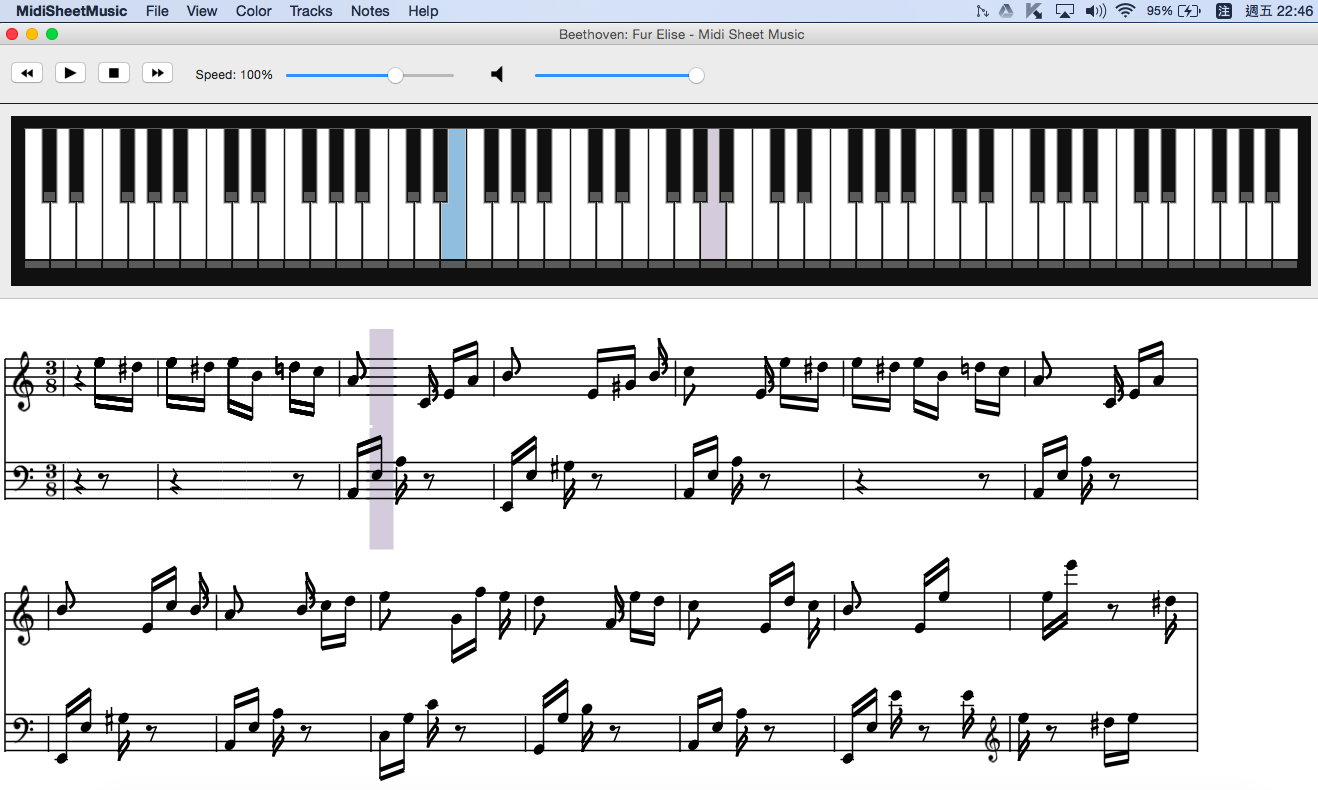 MidiSheetMusic File View Color Tracks Notes Help 95% 注 週五 22:46
Beethoven: Fur Elise - Midi Sheet Music
Speed: 100%
3
8
3
8